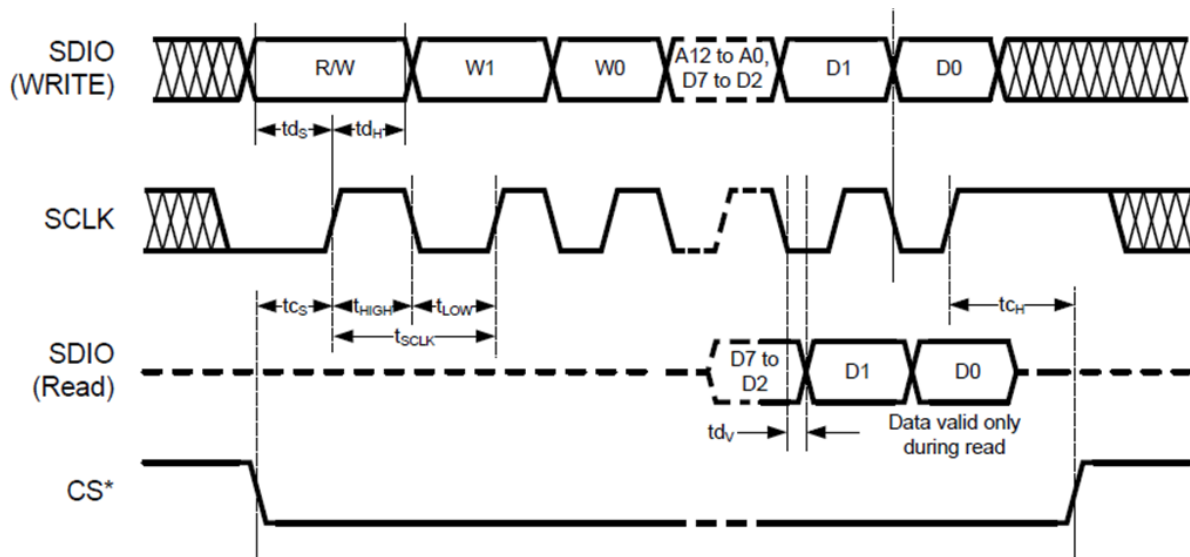 SDIO
(WRITE)
R/W
W1
W0
A12 to A0,
D7 to D2
D1
D0
tdS
tdH
SCLK
tcS
tHIGH
tLOW
tSCLK
tcH
SDIO
(Read)
D7 to
D2
D1
D0
tdV
Data valid only
during read
CS*